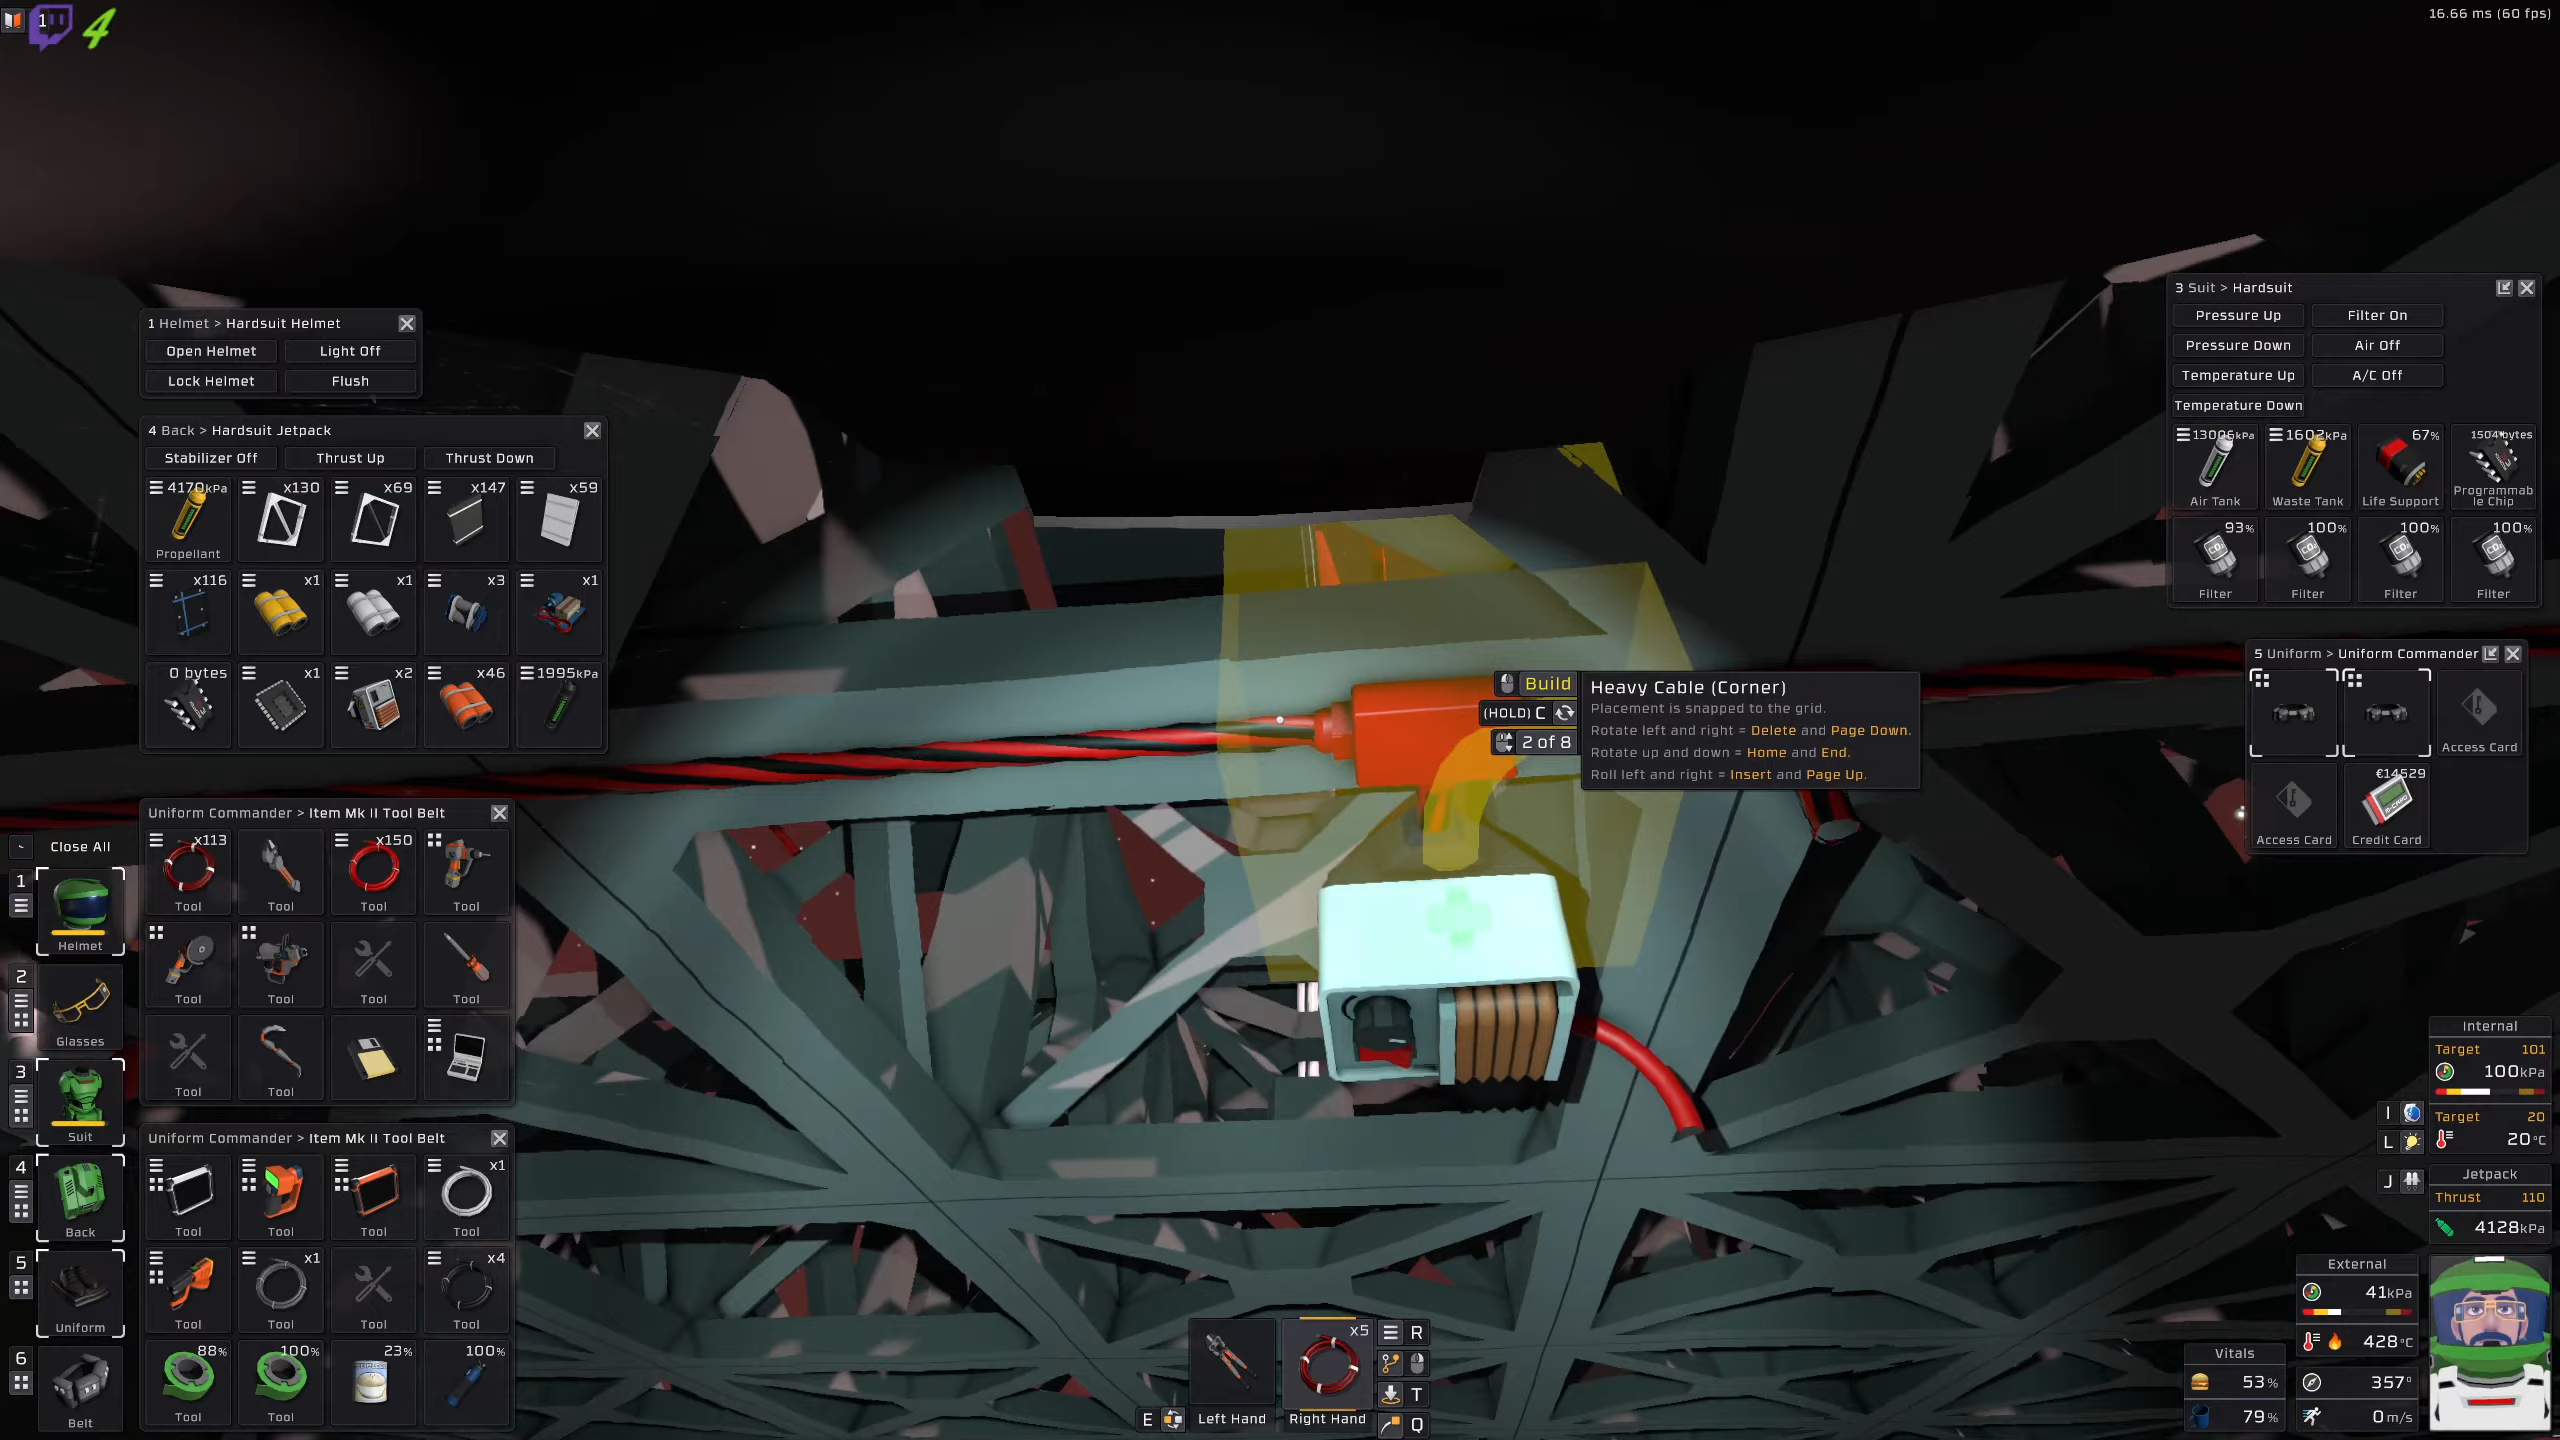 1
16.66 ms (60 fps)
1 Helmet > Hardsuit Helmet
Open Helmet
Light Off
Lock Helmet
Flush
4 Back > Hardsuit Jetpack
Stabilizer Off
Thrust Up
Thrust Down
4170kPa
x130
x69
x147
x59
Propellant
x116
x1
x1
x3
x1
0 bytes
x1
x2
x46
1995kPa
Uniform Commander > Item Mk II Tool Belt
x113
x150
Tool
Tool
Tool
Tool
Tool
Tool
Tool
Tool
Tool
Tool
Uniform Commander > Item Mk II Tool Belt
x1
Tool
Tool
Tool
Tool
x1
x4
Tool
Tool
Tool
Tool
88%
100%
23%
100%
Tool
Tool
Close All
1
Helmet
2
Glasses
3
Suit
4
Back
5
Uniform
6
Belt
Build
(HOLD) C
2 of 8
Heavy Cable (Corner)
Placement is snapped to the grid.
Rotate left and right = Delete and Page Down.
Rotate up and down = Home and End.
Roll left and right = Insert and Page Up.
3 Suit > Hardsuit
Pressure Up
Filter On
Pressure Down
Air Off
Temperature Up
A/C Off
Temperature Down
13006kPa
1602kPa
67%
1504 bytes
Air Tank
Waste Tank
Life Support
Programmab
le Chip
93%
100%
100%
100%
Filter
Filter
Filter
Filter
5 Uniform > Uniform Commander
Access Card
€14529
Access Card
Credit Card
Internal
Target 101
100kPa
Target 20
20°C
I
L
J
Jetpack
Thrust 110
4128kPa
External
41kPa
428°C
357°
0m/s
Vitals
53%
79%
x5
R
T
Q
E
Left Hand
Right Hand